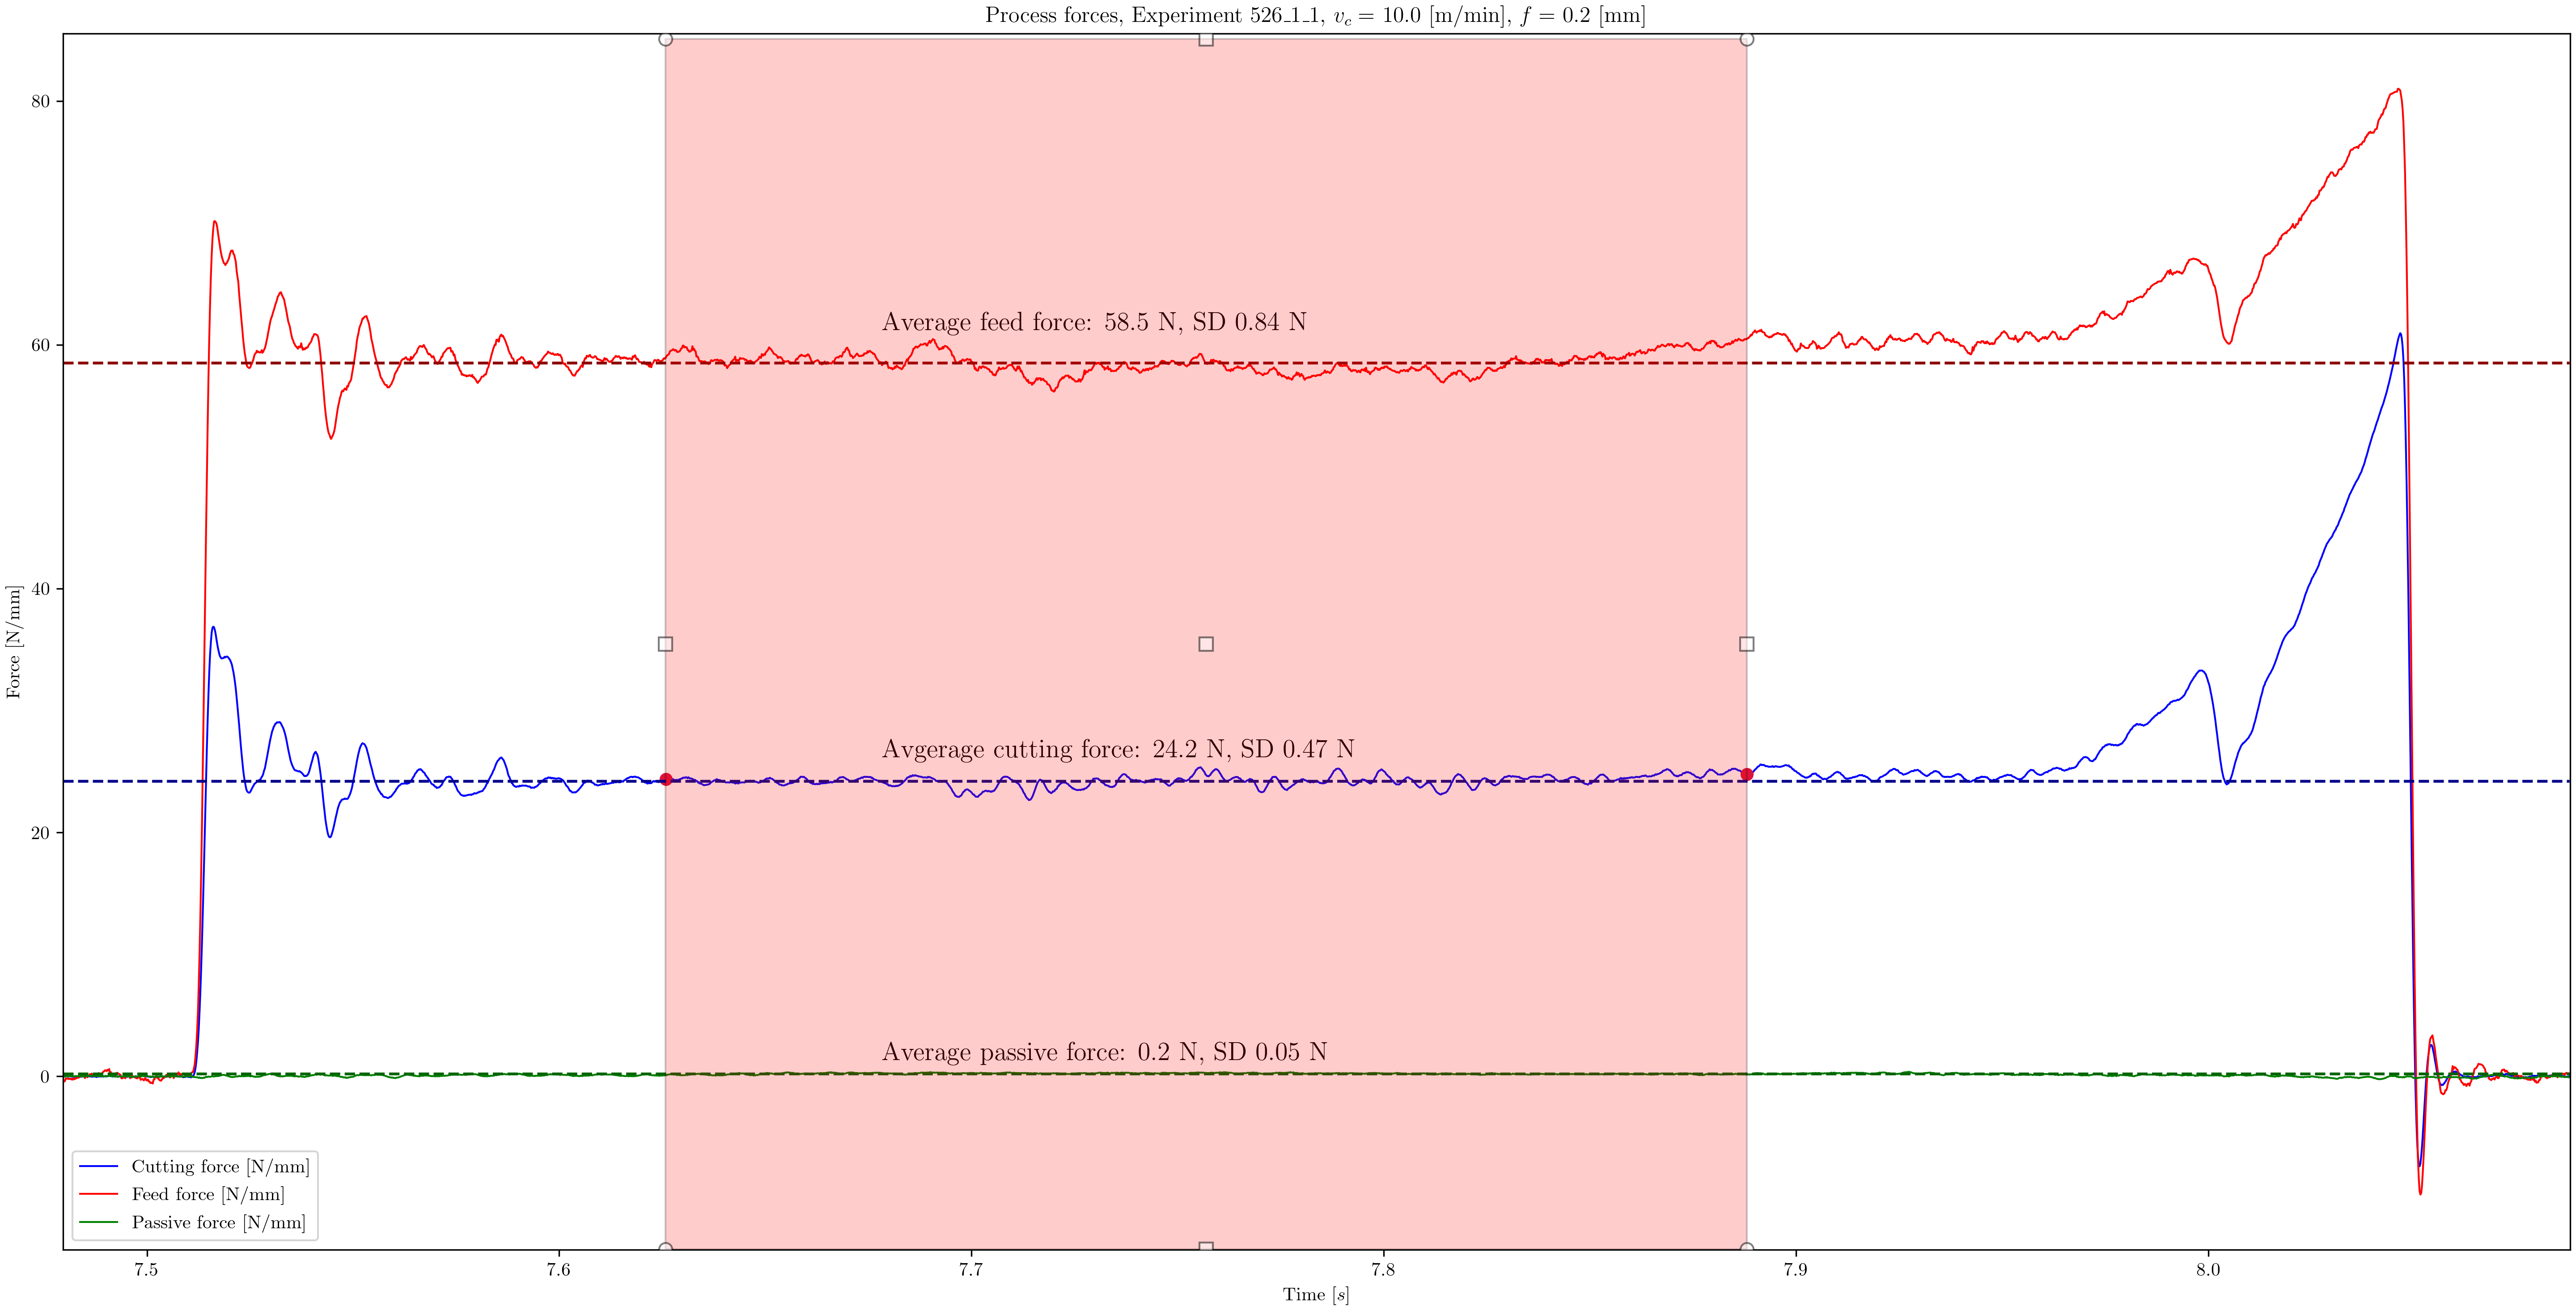 Process forces, Experiment 526_1_1, v_c = 10.0 [m/min], f = 0.2 [mm]
80
60
40
20
0
Force [N/mm]
Average feed force: 58.5 N, SD 0.84 N
Avgerage cutting force: 24.2 N, SD 0.47 N
Average passive force: 0.2 N, SD 0.05 N
Cutting force [N/mm]
Feed force [N/mm]
Passive force [N/mm]
7.5 7.6 7.7 7.8 7.9 8.0
Time [s]